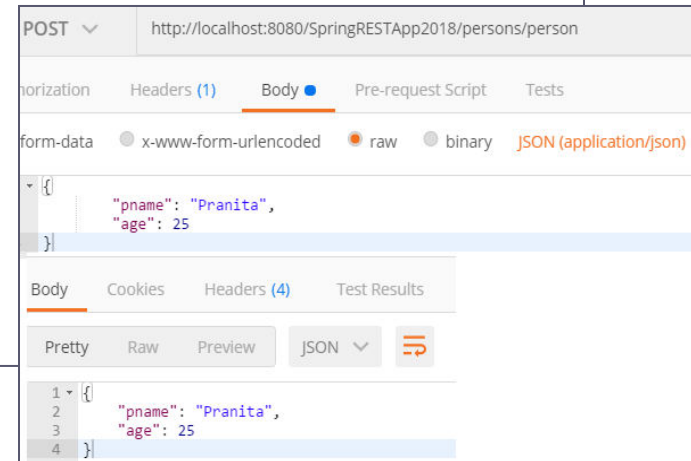 POST http://localhost:8080/SpringRESTApp2018/persons/person
horization Headers (1) Body Pre-request Script Tests
form-data x-www-form-urlencoded raw binary JSON (application/json)
{
"pname": "Pranita",
"age": 25
}
Body Cookies Headers (4) Test Results
Pretty Raw Preview JSON
1 {
2 "pname": "Pranita",
3 "age": 25
4 }